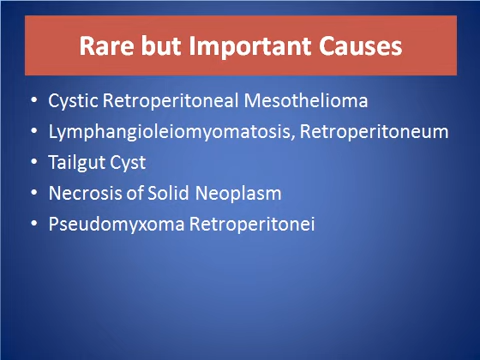 Rare but Important Causes
• Cystic Retroperitoneal Mesothelioma
• Lymphangioleiomyomatosis, Retroperitoneum
• Tailgut Cyst
• Necrosis of Solid Neoplasm
• Pseudomyxoma Retroperitonei